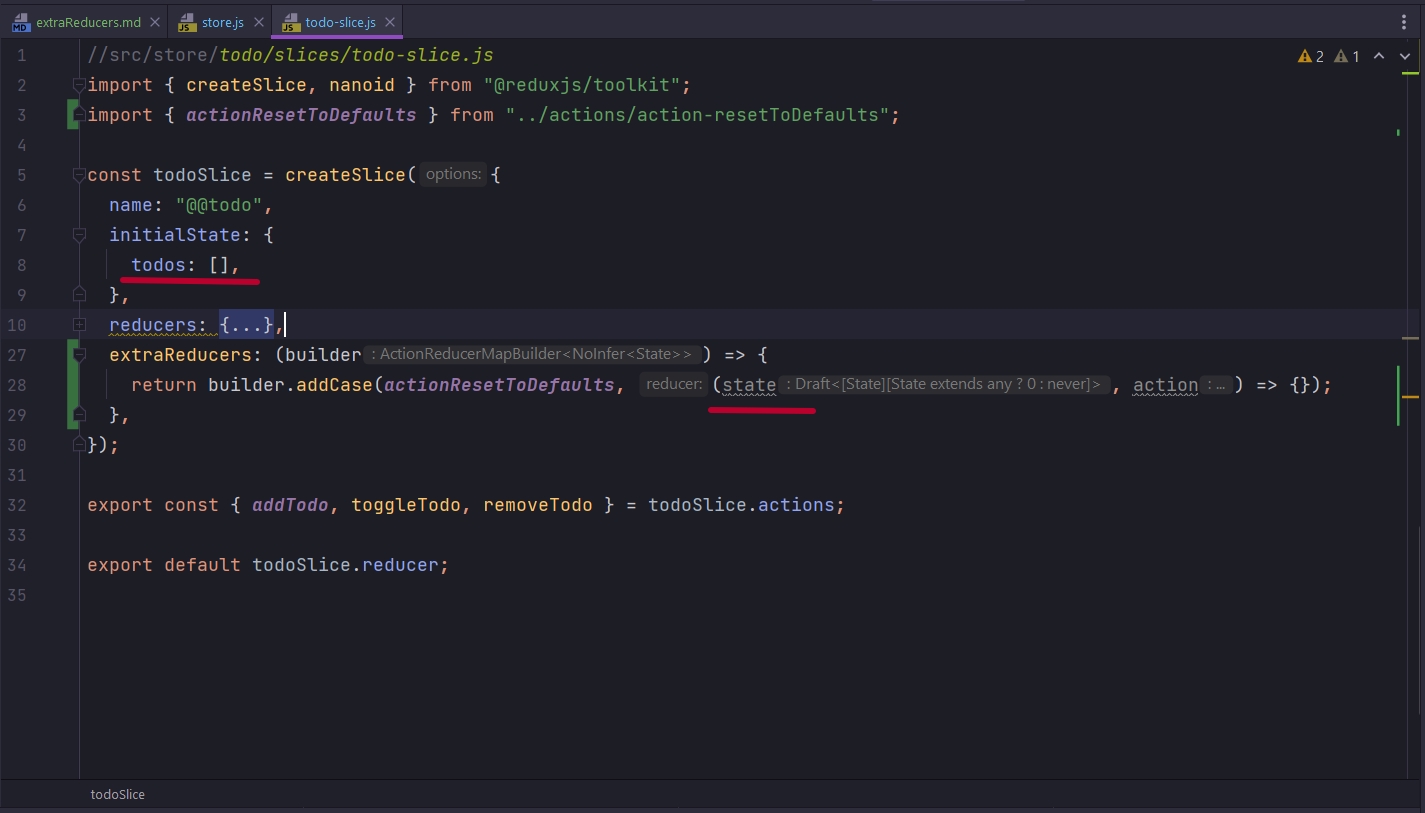 extraReducers.md
store.js
todo-slice.js
2 1
1 //src/store/todo/slices/todo-slice.js
2 import { createSlice, nanoid } from "@reduxjs/toolkit";
3 import { actionResetToDefaults } from "../actions/action-resetToDefaults";
4
5 const todoSlice = createSlice( options: {
6 name: "@@todo",
7 initialState: {
8 todos: [],
9 },
10 reducers: {...},
27 extraReducers: (builder : ActionReducerMapBuilder<NoInfer<State>> ) => {
28 return builder.addCase(actionResetToDefaults, reducer: (state : Draft<[State][State extends any ? 0 : never]> , action : ... ) => {});
29 },
30 });
31
32 export const { addTodo, toggleTodo, removeTodo } = todoSlice.actions;
33
34 export default todoSlice.reducer;
35
todoSlice